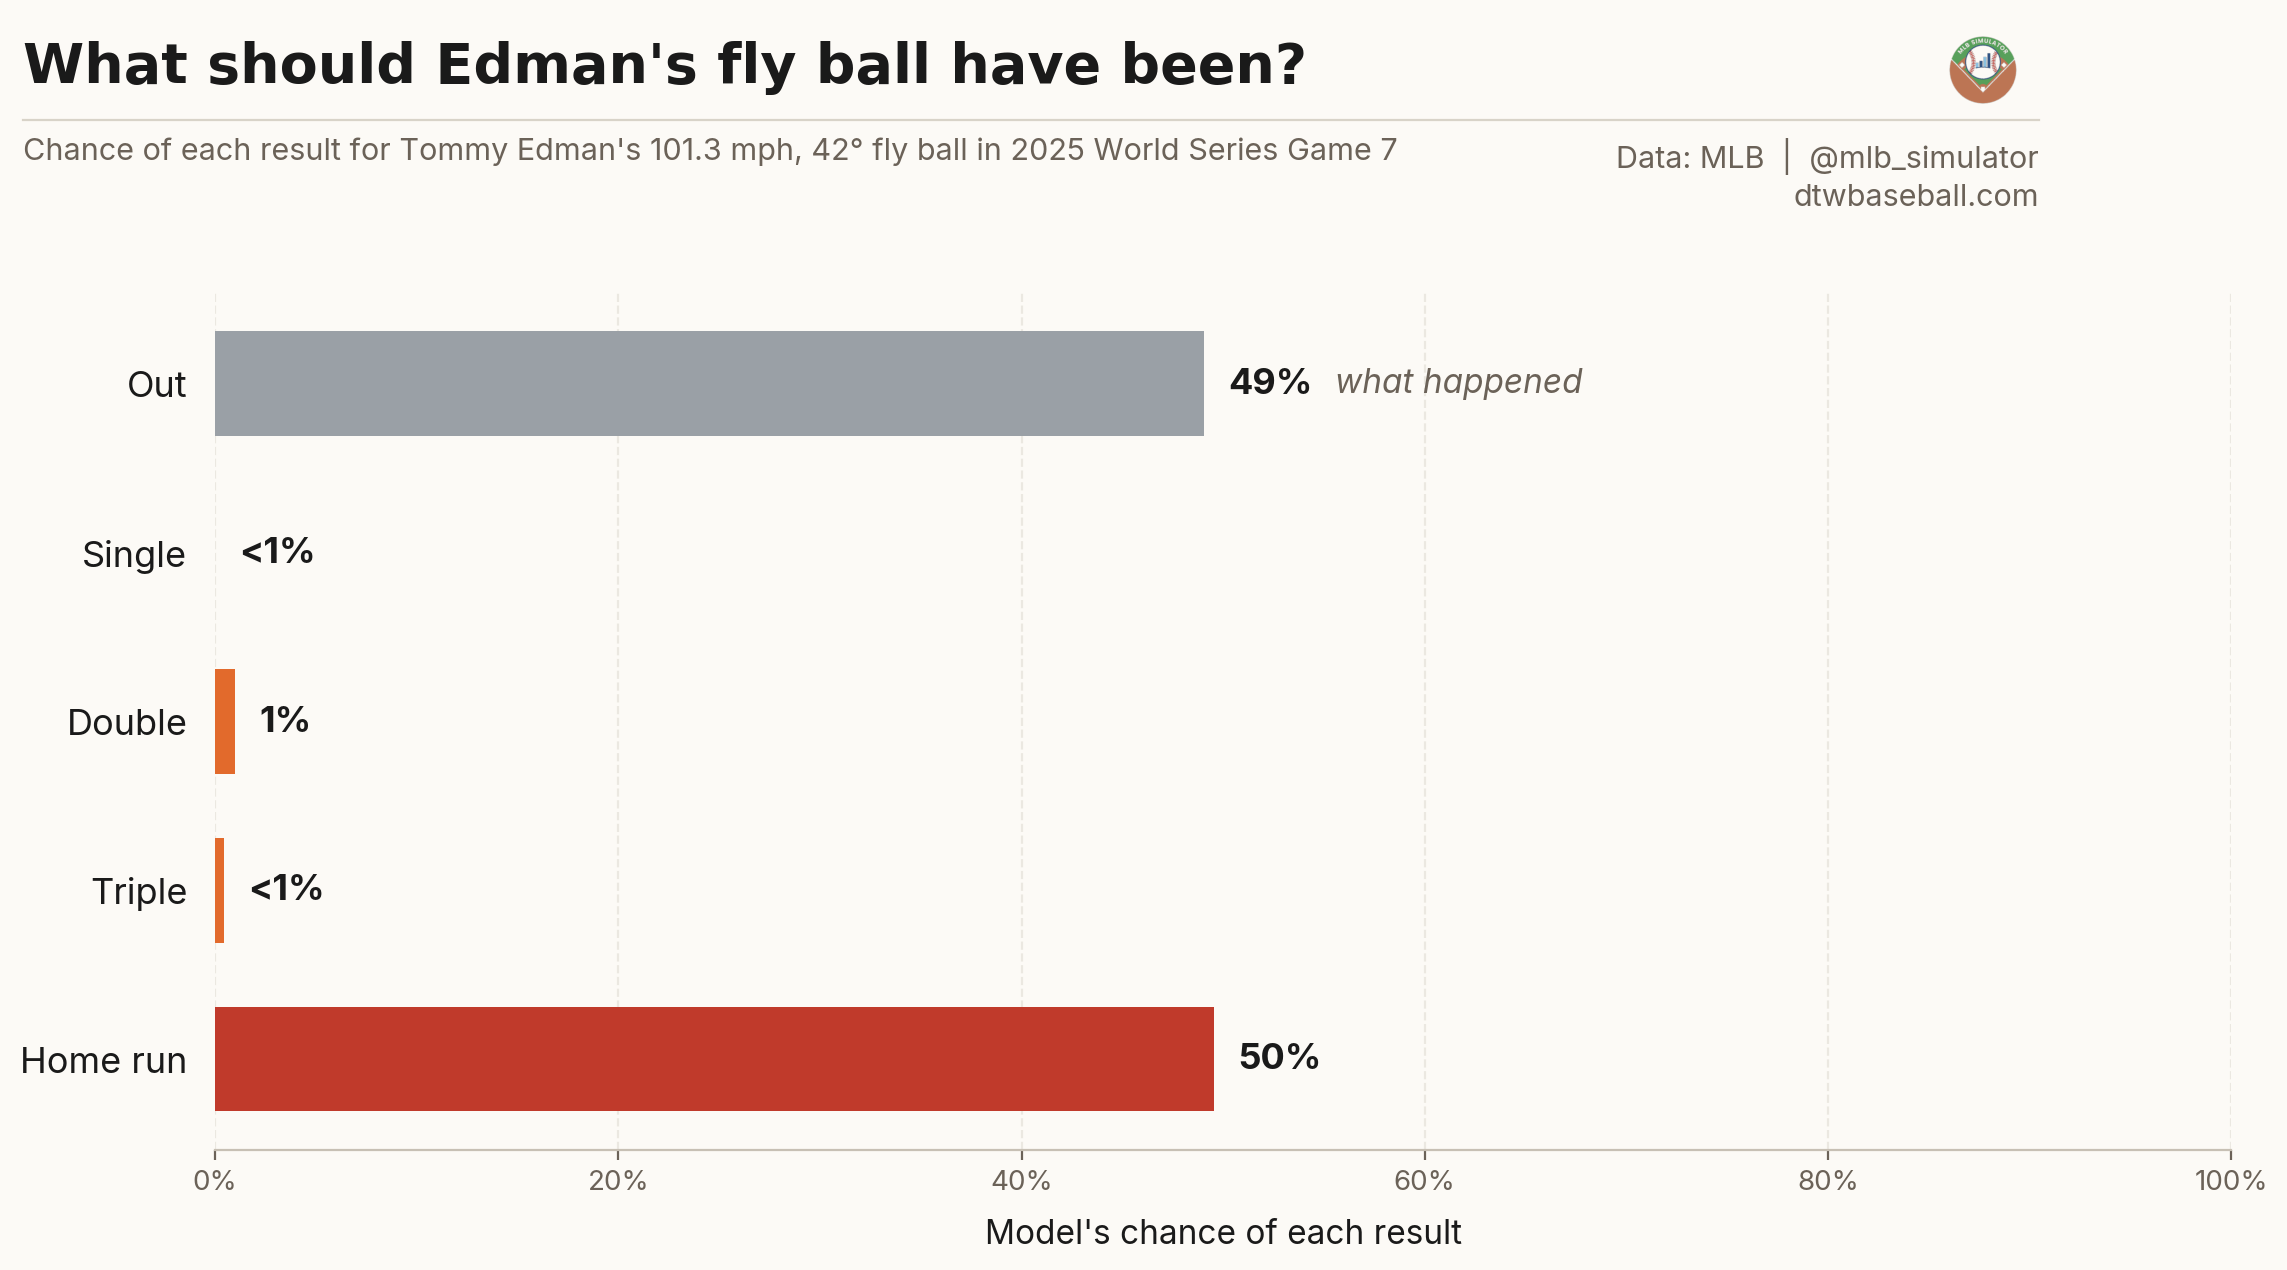 What should Edman's fly ball have been?
MLB SIMULATOR
Chance of each result for Tommy Edman's 101.3 mph, 42° fly ball in 2025 World Series Game 7
Data: MLB | @mlb_simulator
dtwbaseball.com
Out
49% what happened
Single
<1%
Double
1%
Triple
<1%
Home run
50%
0% 20% 40% 60% 80% 100%
Model's chance of each result